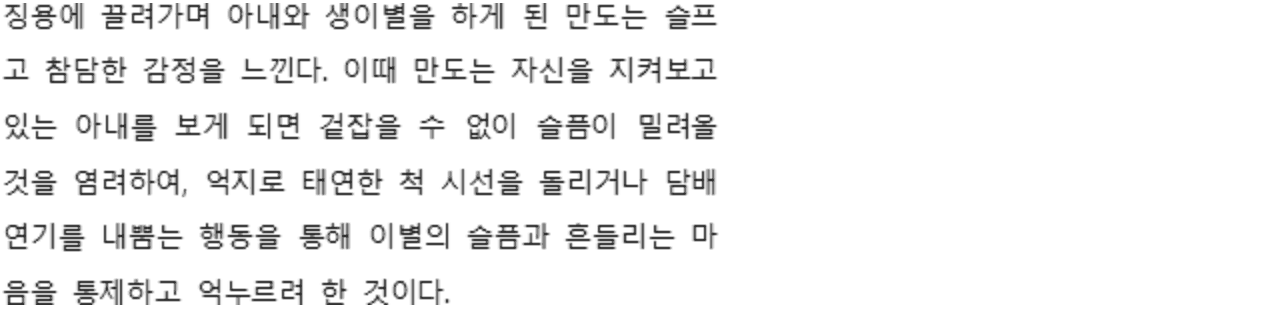 징용에 끌려가며 아내와 생이별을 하게 된 만도는 슬프
고 참담한 감정을 느낀다. 이때 만도는 자신을 지켜보고
있는 아내를 보게 되면 겉잡을 수 없이 슬픔이 밀려올
것을 염려하여, 억지로 태연한 척 시선을 돌리거나 담배
연기를 내뿜는 행동을 통해 이별의 슬픔과 흔들리는 마
음을 통제하고 억누르려 한 것이다.